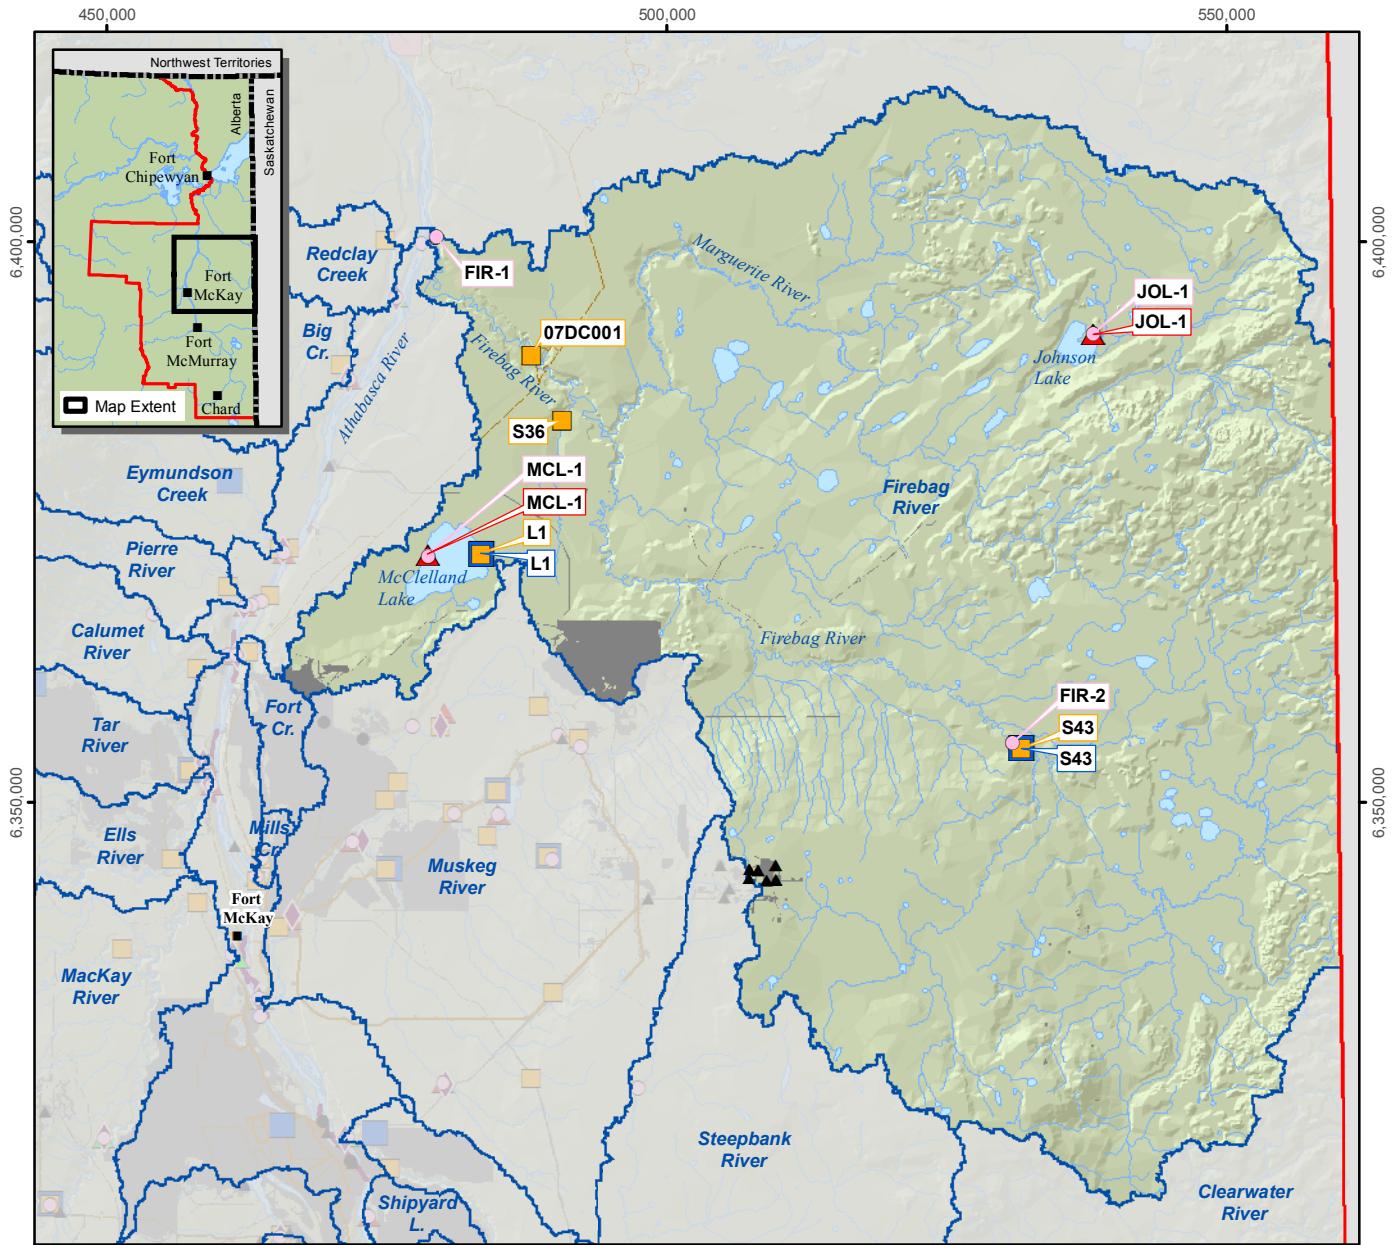 450,000
500,000
550,000
6,400,000
6,350,000
6,400,000
6,350,000
Northwest Territories
Alberta
Saskatchewan
Fort
Chipewyan
Fort
McKay
Fort
McMurray
Chard
Map Extent
Redclay
Creek
Big
Cr.
Athabasca River
FIR-1
07DC001
Firebag River
S36
MCL-1
MCL-1
L1
L1
McClelland
Lake
Marguerite River
JOL-1
JOL-1
Johnson
Lake
Firebag
River
Firebag River
FIR-2
S43
S43
Eymundson
Creek
Pierre
River
Calumet
River
Tar
River
Fort
Cr.
Ells
River
Mills
Cr.
Muskeg
River
Fort
McKay
MacKay
River
Steepbank
River
Shipyard
L.
Clearwater
River